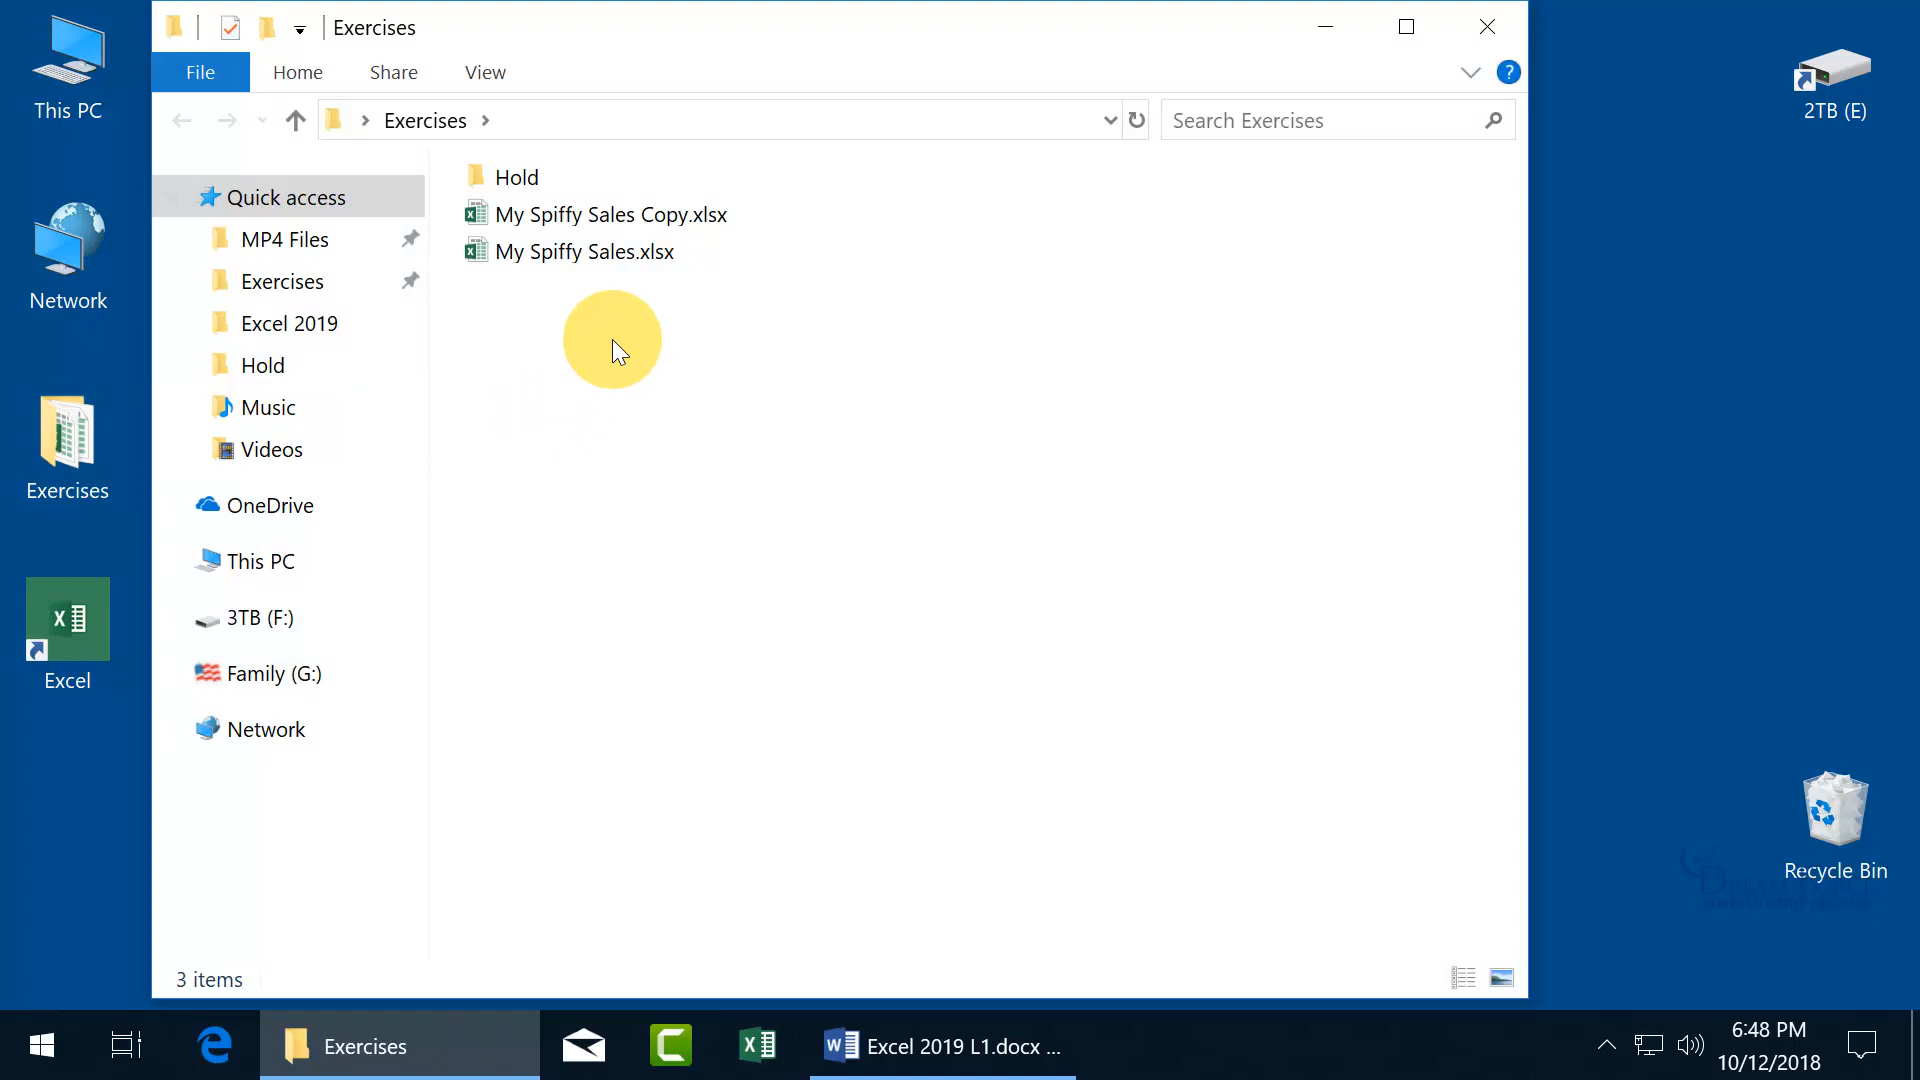 Exercises
File
Home
Share
View
?
Exercises
Search Exercises
Quick access
MP4 Files
Exercises
Excel 2019
Hold
Music
Videos
OneDrive
This PC
3TB (F:)
Family (G:)
Network
Hold
My Spiffy Sales Copy.xlsx
My Spiffy Sales.xlsx
3 items
This PC
Network
Exercises
Excel
2TB (E)
Recycle Bin
Exercises
Excel 2019 L1.docx ...
6:48 PM
10/12/2018